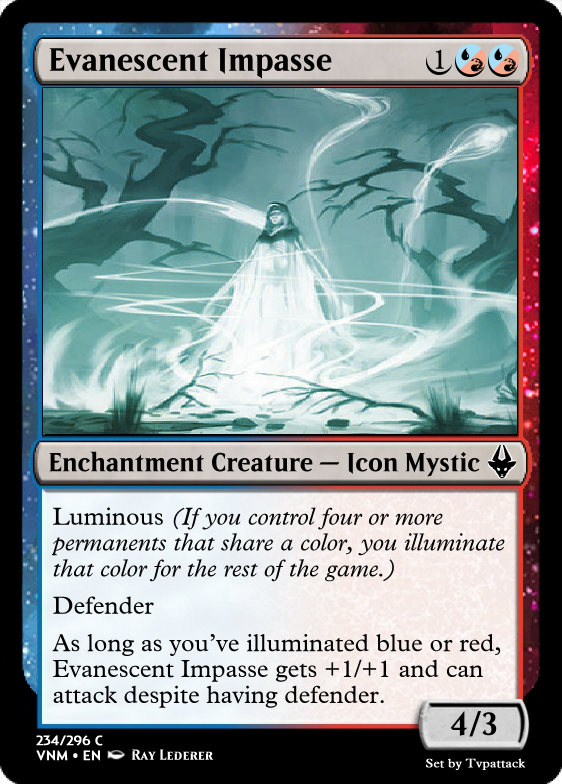 Evanescent Impasse 1
Enchantment Creature — Icon Mystic
Luminous (If you control four or more
permanents that share a color, you illuminate
that color for the rest of the game.)
Defender
As long as you've illuminated blue or red,
Evanescent Impasse gets +1/+1 and can
attack despite having defender.
4/3
234/296 C
VNM • EN RAY LEDERER
Set by Tvpattack